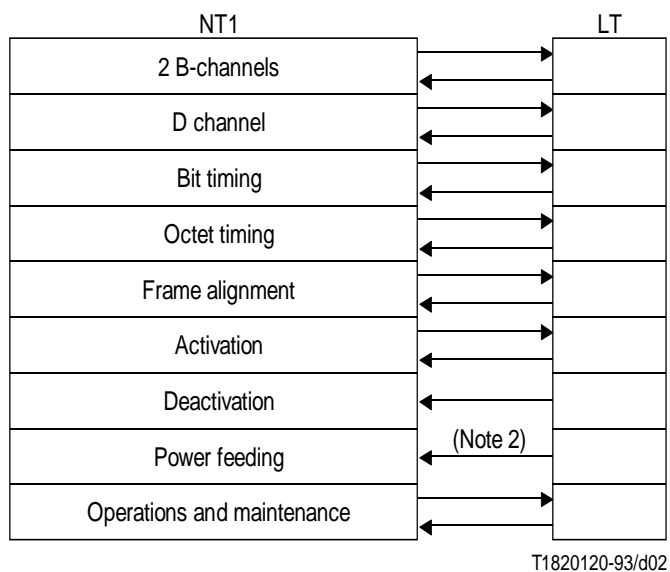 NT1
LT
2 B-channels
D channel
Bit timing
Octet timing
Frame alignment
Activation
Deactivation
Power feeding
(Note 2)
Operations and maintenance
T1820120-93/d02